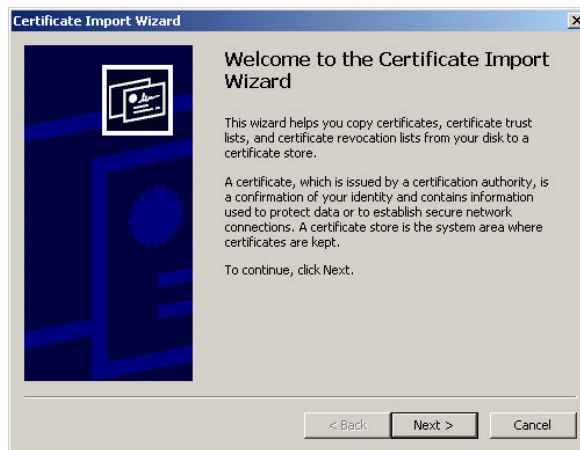 Certificate Import Wizard
Welcome to the Certificate Import
Wizard
This wizard helps you copy certificates, certificate trust
lists, and certificate revocation lists from your disk to a
certificate store.
A certificate, which is issued by a certification authority, is
a confirmation of your identity and contains information
used to protect data or to establish secure network
connections. A certificate store is the system area where
certificates are kept.
To continue, click Next.
< Back Next > Cancel